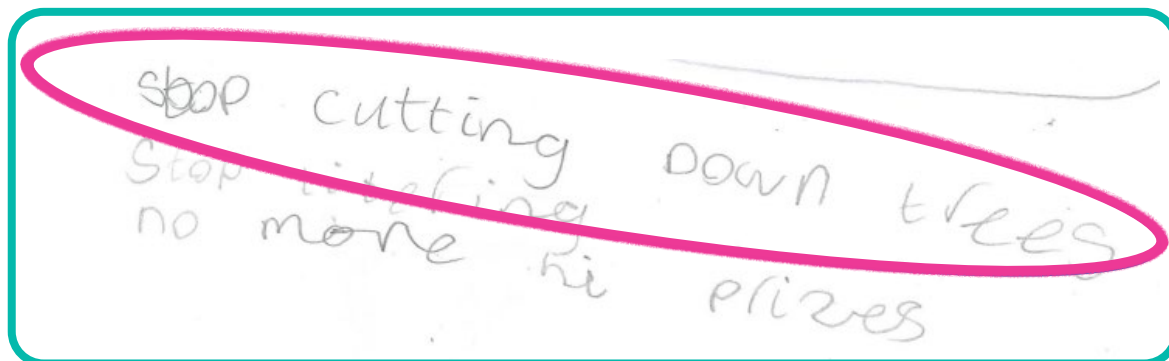 stop cutting DOWN trees
Stop litering
no more hi prizes